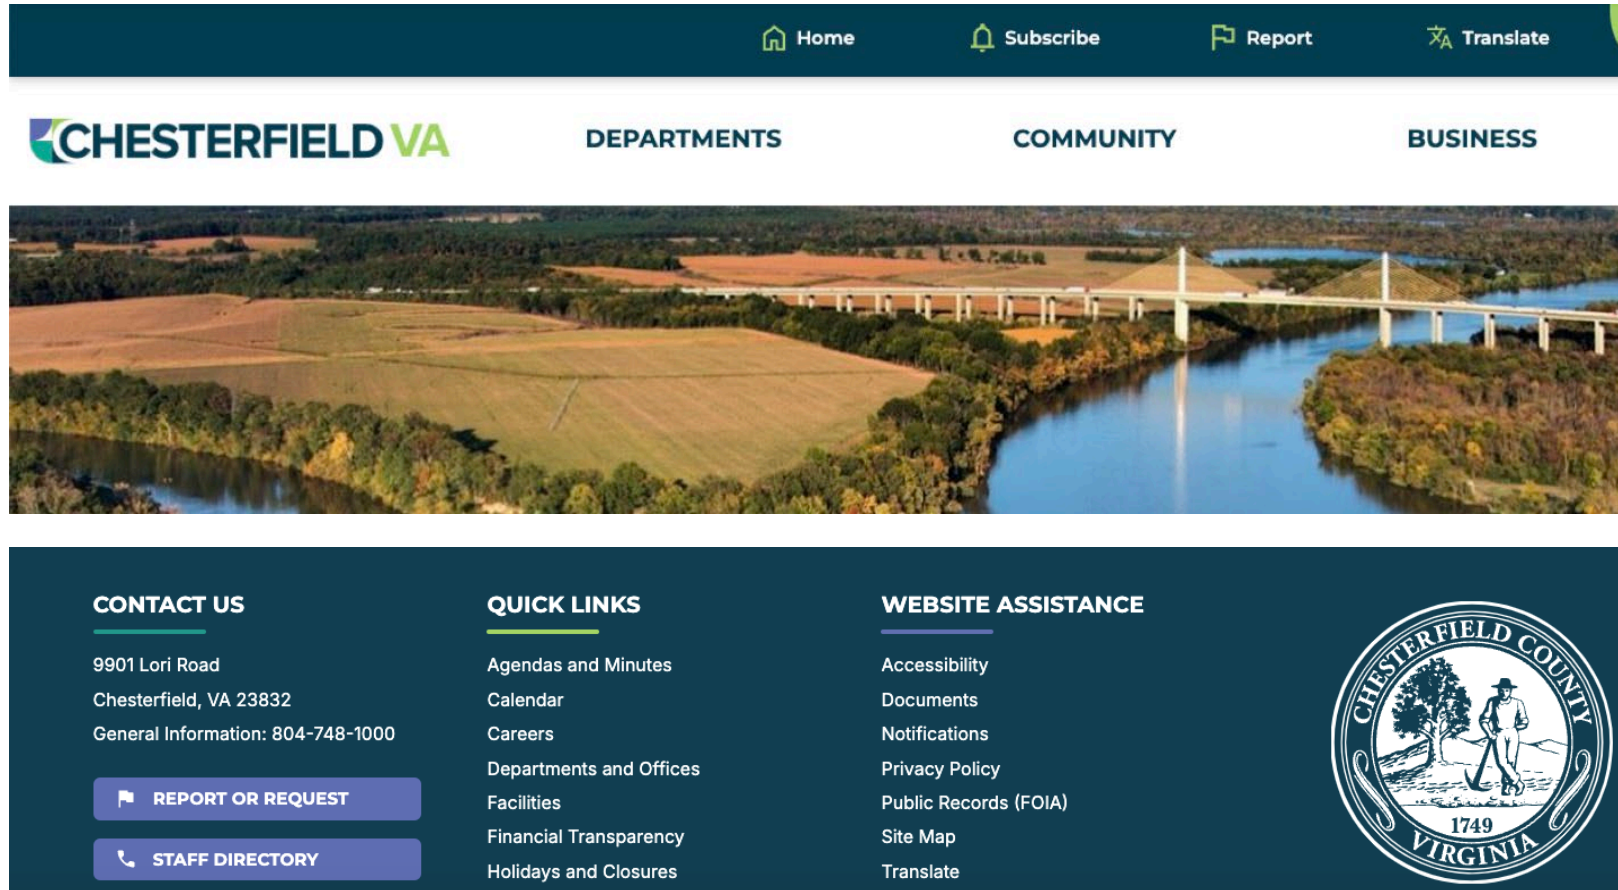 Home
Subscribe
Report
Translate
CHESTERFIELD VA
DEPARTMENTS
COMMUNITY
BUSINESS
CONTACT US
9901 Lori Road
Chesterfield, VA 23832
General Information: 804-748-1000
REPORT OR REQUEST
STAFF DIRECTORY
QUICK LINKS
Agendas and Minutes
Calendar
Careers
Departments and Offices
Facilities
Financial Transparency
Holidays and Closures
WEBSITE ASSISTANCE
Accessibility
Documents
Notifications
Privacy Policy
Public Records (FOIA)
Site Map
Translate
CHESTERFIELD COUNTY
1749
VIRGINIA